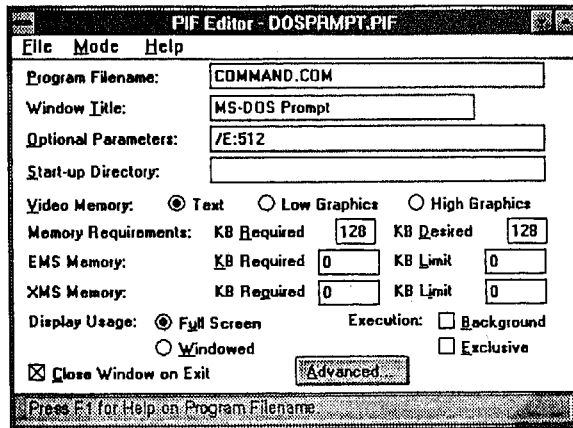 PIF Editor - DOSPRMPT.PIF
File Mode Help
Program Filename: COMMAND.COM
Window Title: MS-DOS Prompt
Optional Parameters: /E:512
Start-up Directory:
Video Memory: Text Low Graphics High Graphics
Memory Requirements: KB Required 128 KB Desired 128
EMS Memory: KB Required 0 KB Limit 0
XMS Memory: KB Required 0 KB Limit 0
Display Usage: Full Screen Execution: Background
Windowed Exclusive
Close Window on Exit Advanced...
Press F1 for Help on Program Filename